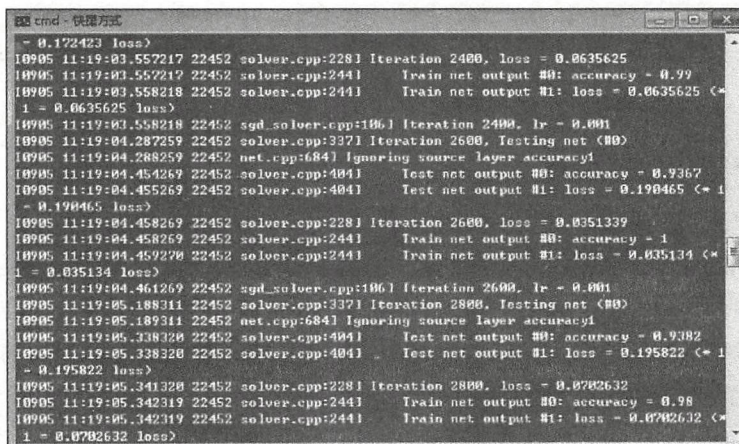 cmd - 快捷方式
= 0.172423 loss)
I0905 11:19:03.557217 22452 solver.cpp:228] Iteration 2400, loss = 0.0635625
I0905 11:19:03.557217 22452 solver.cpp:244]     Train net output #0: accuracy = 0.99
I0905 11:19:03.558218 22452 solver.cpp:244]     Train net output #1: loss = 0.0635625 (*
1 = 0.0635625 loss)
I0905 11:19:03.558218 22452 sgd_solver.cpp:106] Iteration 2400, lr = 0.001
I0905 11:19:04.287259 22452 solver.cpp:337] Iteration 2600, Testing net (#0)
I0905 11:19:04.288259 22452 net.cpp:684] Ignoring source layer accuracy1
I0905 11:19:04.454269 22452 solver.cpp:404]     Test net output #0: accuracy = 0.9367
I0905 11:19:04.455269 22452 solver.cpp:404]     Test net output #1: loss = 0.190465 (* 1
= 0.190465 loss)
I0905 11:19:04.458269 22452 solver.cpp:228] Iteration 2600, loss = 0.0351339
I0905 11:19:04.458269 22452 solver.cpp:244]     Train net output #0: accuracy = 1
I0905 11:19:04.459270 22452 solver.cpp:244]     Train net output #1: loss = 0.035134 (*
1 = 0.035134 loss)
I0905 11:19:04.461269 22452 sgd_solver.cpp:106] Iteration 2600, lr = 0.001
I0905 11:19:05.188311 22452 solver.cpp:337] Iteration 2800, Testing net (#0)
I0905 11:19:05.189311 22452 net.cpp:684] Ignoring source layer accuracy1
I0905 11:19:05.338320 22452 solver.cpp:404]     Test net output #0: accuracy = 0.9382
I0905 11:19:05.338320 22452 solver.cpp:404]     Test net output #1: loss = 0.195822 (* 1
= 0.195822 loss)
I0905 11:19:05.341320 22452 solver.cpp:228] Iteration 2800, loss = 0.0702632
I0905 11:19:05.342319 22452 solver.cpp:244]     Train net output #0: accuracy = 0.98
I0905 11:19:05.342319 22452 solver.cpp:244]     Train net output #1: loss = 0.0702632 (*
1 = 0.0702632 loss)